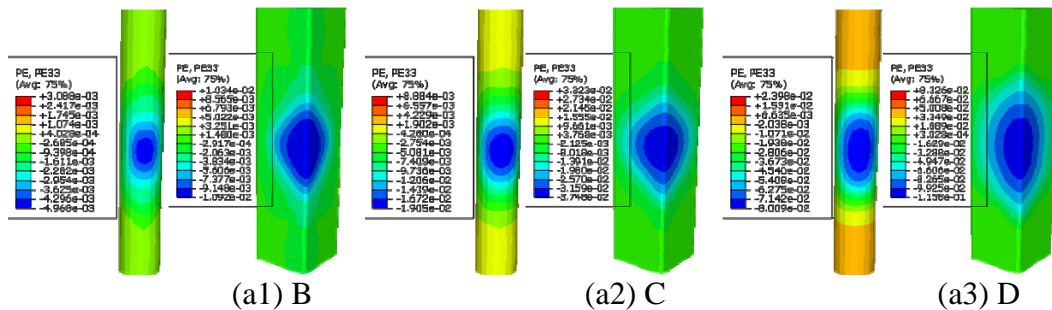 PE, PE33
(Avg: 75%)
+3.088e-03
+2.417e-03
+1.745e-03
+1.074e-03
+4.028e-04
-2.685e-04
-9.398e-04
-1.611e-03
-2.282e-03
-2.954e-03
-3.625e-03
-4.296e-03
-4.968e-03
PE, PE33
(Avg: 75%)
+1.034e-02
+8.565e-03
+6.793e-03
+5.022e-03
+3.251e-03
+1.480e-03
-2.917e-04
-2.063e-03
-3.834e-03
-5.606e-03
-7.377e-03
-9.148e-03
-1.092e-02
(a1) B
PE, PE33
(Avg: 75%)
+8.884e-03
+6.557e-03
+4.229e-03
+1.902e-03
-4.260e-04
-2.754e-03
-5.081e-03
-7.409e-03
-9.736e-03
-1.206e-02
-1.439e-02
-1.672e-02
-1.905e-02
PE, PE33
(Avg: 75%)
+3.323e-02
+2.734e-02
+2.145e-02
+1.555e-02
+9.661e-03
+3.768e-03
-2.125e-03
-8.018e-03
-1.391e-02
-1.980e-02
-2.570e-02
-3.159e-02
-3.748e-02
(a2) C
PE, PE33
(Avg: 75%)
+2.398e-02
+1.531e-02
+6.635e-03
-2.038e-03
-1.071e-02
-1.938e-02
-2.806e-02
-3.673e-02
-4.540e-02
-5.408e-02
-6.275e-02
-7.142e-02
-8.009e-02
PE, PE33
(Avg: 75%)
+8.326e-02
+6.667e-02
+5.008e-02
+3.349e-02
+1.689e-02
-1.629e-02
-3.288e-02
-4.947e-02
-6.606e-02
-8.265e-02
-9.925e-02
-1.158e-01
(a3) D